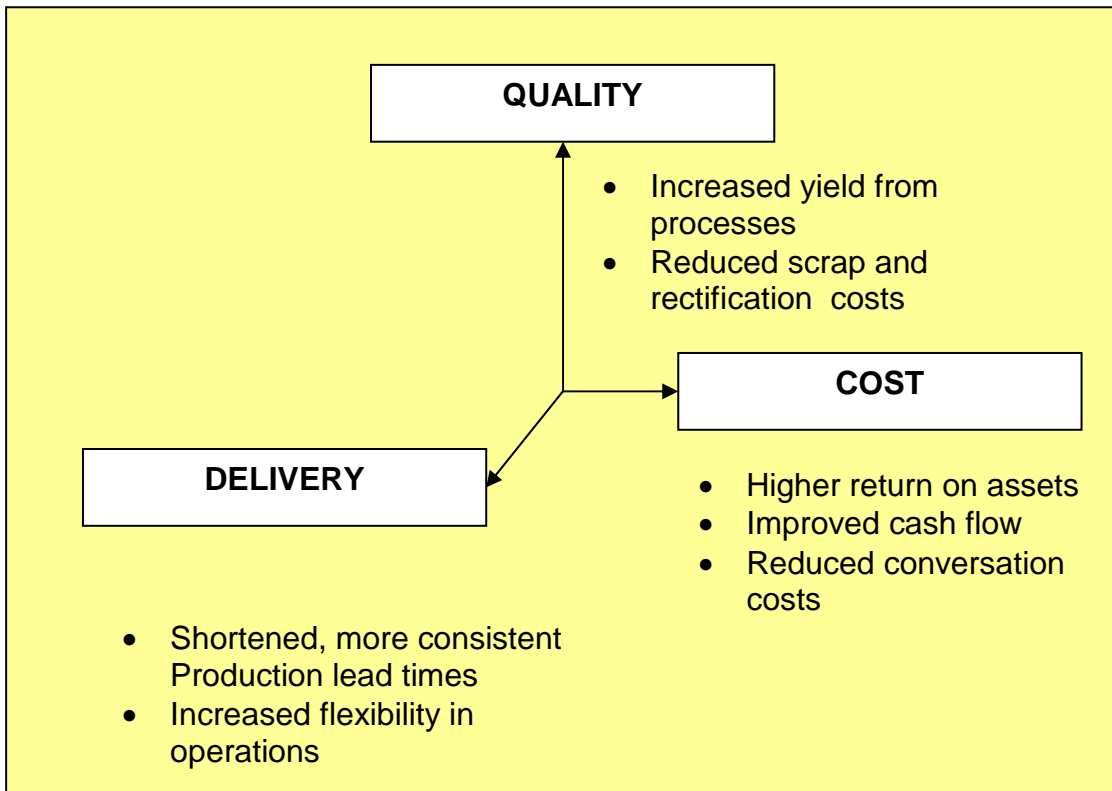 QUALITY
• Increased yield from
processes
• Reduced scrap and
rectification  costs
COST
• Higher return on assets
• Improved cash flow
• Reduced conversation
costs
DELIVERY
• Shortened, more consistent
Production lead times
• Increased flexibility in
operations